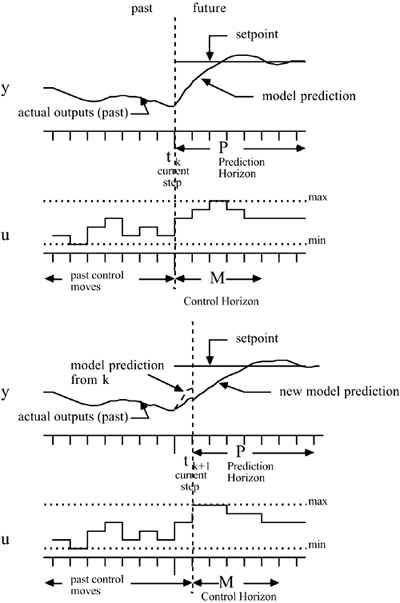 past future
setpoint
y
model prediction
actual outputs (past)
P
t k
current
step
Prediction
Horizon
max
u
min
past control
moves
M
Control Horizon
setpoint
model prediction
from k
y
new model prediction
actual outputs (past)
P
t k+1
current
step
Prediction
Horizon
max
u
min
past control
moves
M
Control Horizon